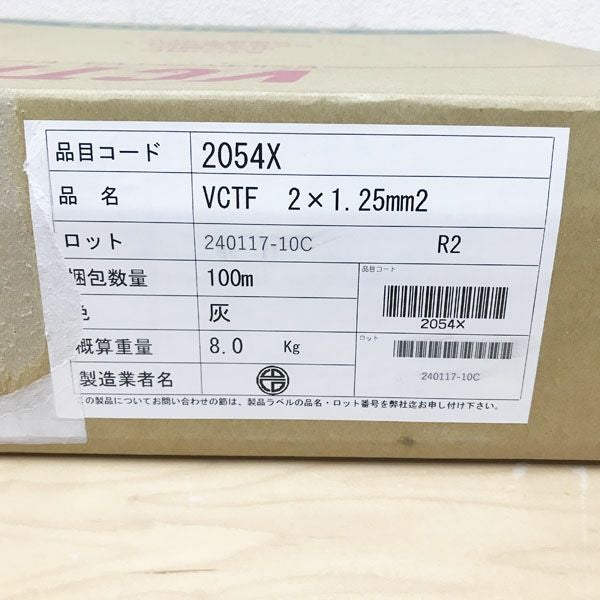 VCT
品目コード 2054X
品 名 VCTF 2×1.25mm2
ロット 240117-10C R2
梱包数量 100m
品目コード
2054X
色 灰
概算重量 8.0 Kg
ロット
240117-10C
製造業者名
この製品についてお問い合わせの節は、製品ラベルの品名・ロット番号を弊社迄お申し付け下さい。